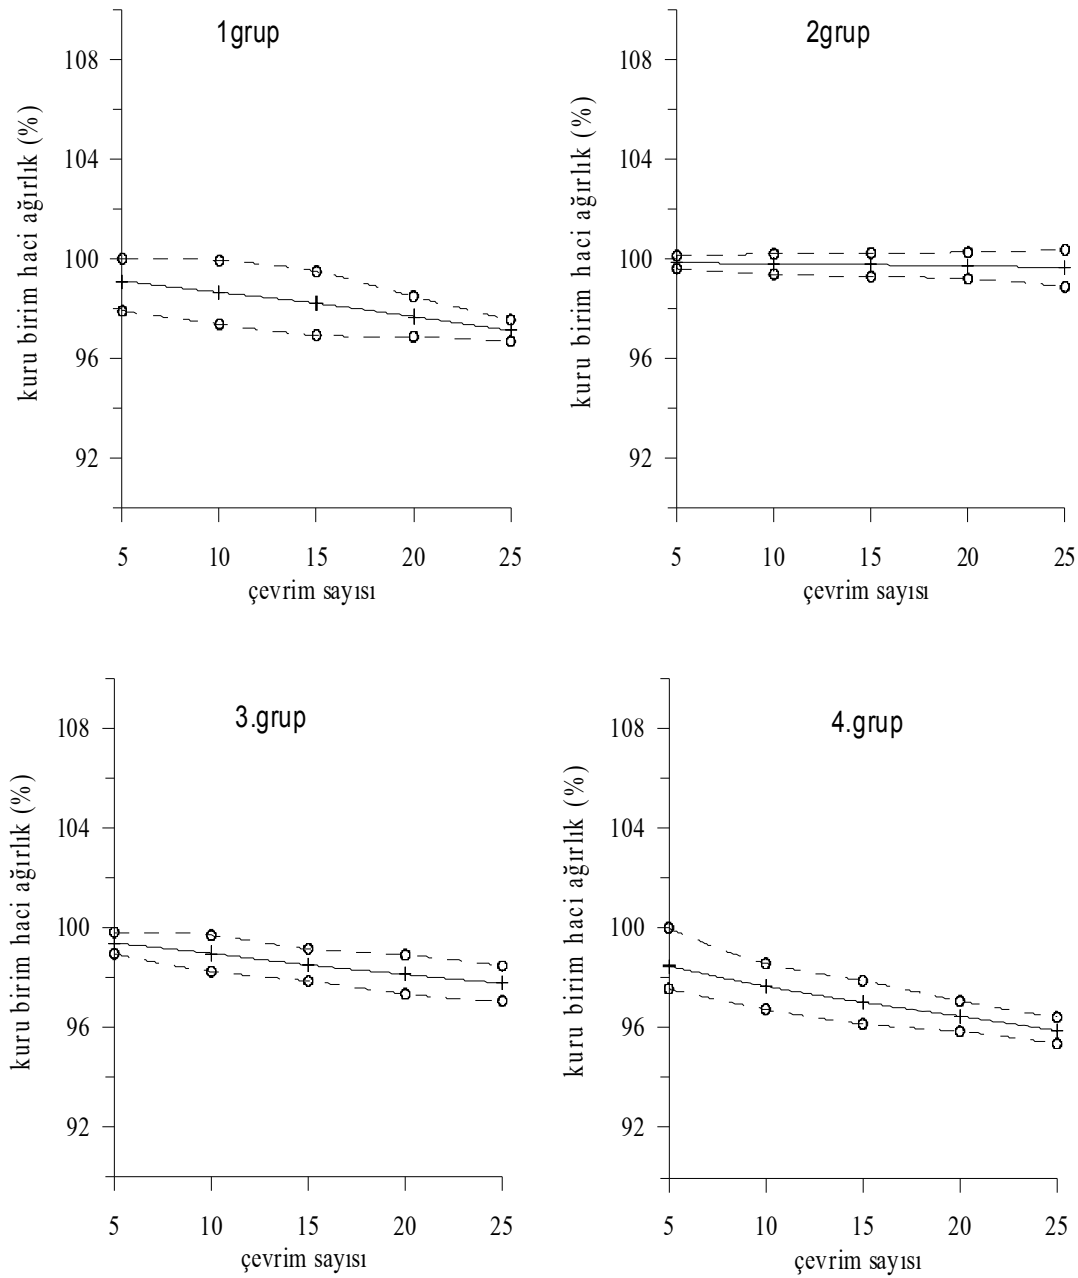 1grup
kuru birim haci ağırlık (%)
108
104
100
96
92
5 10 15 20 25
çevrim sayısı
2grup
kuru birim haci ağırlık (%)
108
104
100
96
92
5 10 15 20 25
çevrim sayısı
3.grup
kuru birim haci ağırlık (%)
108
104
100
96
92
5 10 15 20 25
çevrim sayısı
4.grup
kuru birim haci ağırlık (%)
108
104
100
96
92
5 10 15 20 25
çevrim sayısı